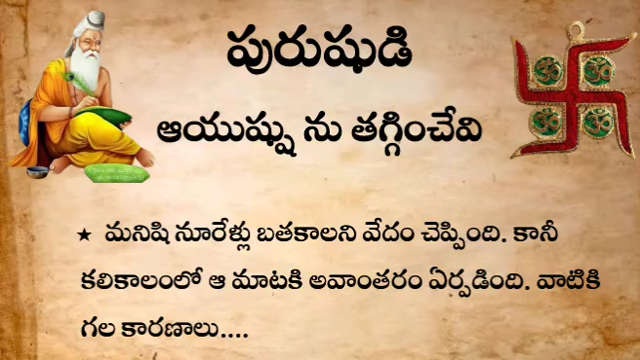 పురుషుడి
ఆయుష్షు ను తగ్గించేవి
★ మనిషి నూరేళ్లు బతకాలని వేదం చెప్పింది. కానీ
కలికాలంలో ఆ మాటకి అవాంతరం ఏర్పడింది. వాటికి
గల కారణాలు....